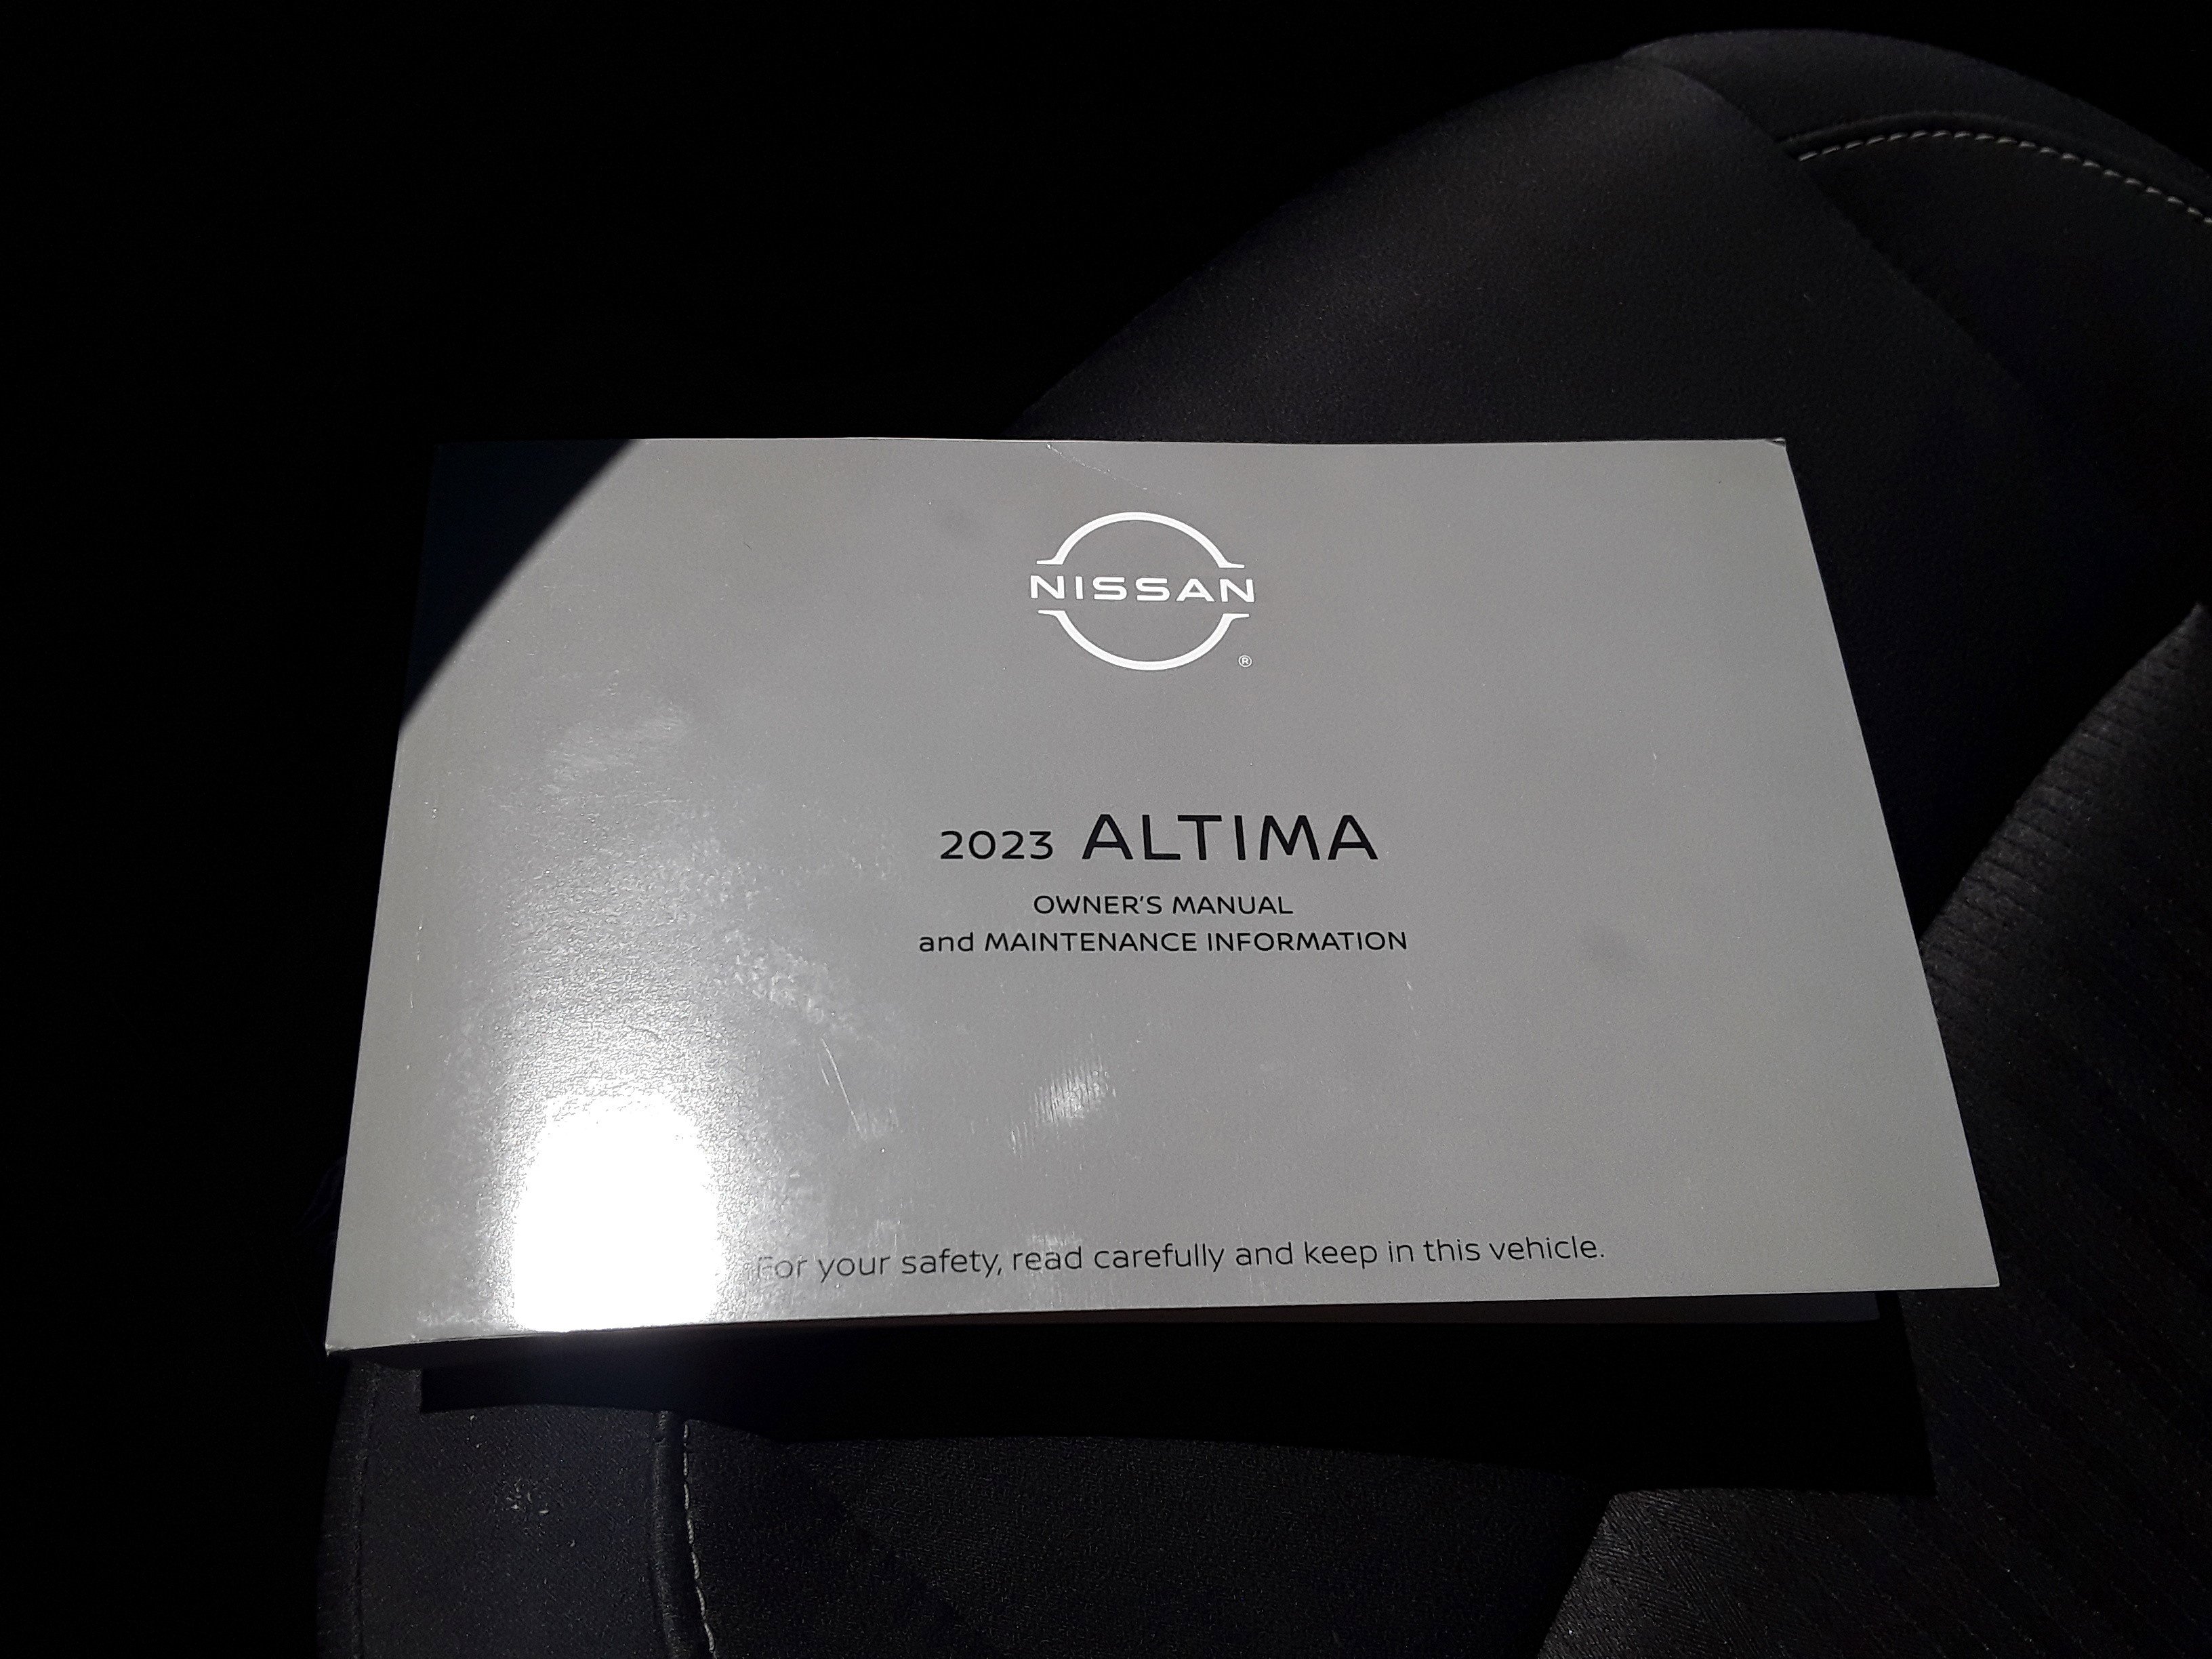 NISSAN
®
2023 ALTIMA
OWNER'S MANUAL
and MAINTENANCE INFORMATION
For your safety, read carefully and keep in this vehicle.